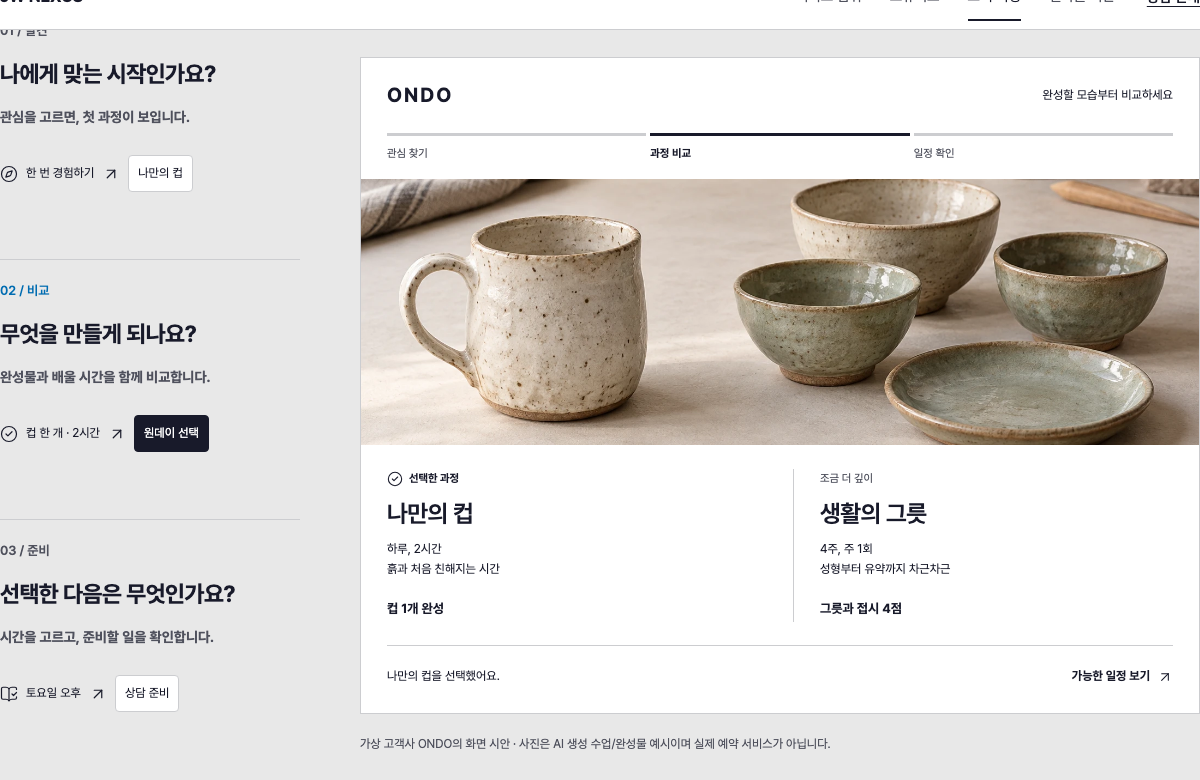 나에게 맞는 시작인가요?
관심을 고르면, 첫 과정이 보입니다.
한 번 경험하기
나만의 컵
02 / 비교
무엇을 만들게 되나요?
완성물과 배울 시간을 함께 비교합니다.
컵 한 개 · 2시간
원데이 선택
03 / 준비
선택한 다음은 무엇인가요?
시간을 고르고, 준비할 일을 확인합니다.
토요일 오후
상담 준비
ONDO
완성할 모습부터 비교하세요
관심 찾기
과정 비교
일정 확인
선택한 과정
나만의 컵
하루, 2시간
흙과 처음 친해지는 시간
컵 1개 완성
조금 더 깊이
생활의 그릇
4주, 주 1회
성형부터 유약까지 차근차근
그릇과 접시 4점
나만의 컵을 선택했어요.
가능한 일정 보기
가상 고객사 ONDO의 화면 시안 · 사진은 AI 생성 수업/완성물 예시이며 실제 예약 서비스가 아닙니다.